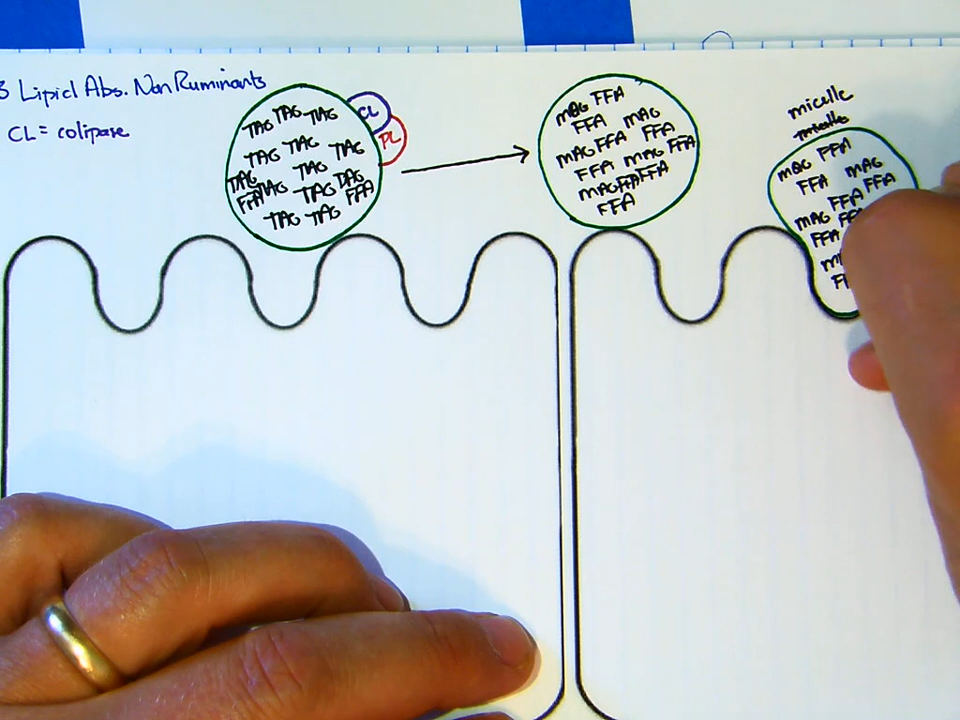 3 Lipid Abs. Non Ruminants
CL = colipase
TAG TAG TAG
TAG TAG TAG
TAG
TAG TAG TAG DAG
FFA FFA
TAG TAG
CL
PL
MAG FFA
FFA MAG
MAG FFA FFA
FFA MAG FFA
MAG FFA FFA
FFA
micelle
MAG FFA
FFA MAG
FFA FFA
MAG
FFA